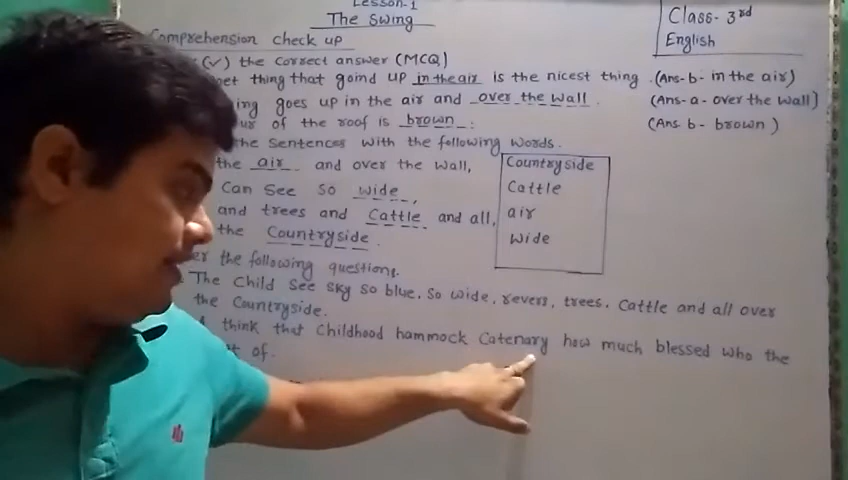 Lesson-1
The Swing
Class- 3rd
English
Comprehension Check up
(✓) the correct answer (MCQ)
thing that goind up in the air is the nicest thing. (Ans-b- in the air)
goes up in the air and over the wall. (Ans-a-over the wall)
of the roof is brown. (Ans. b- brown)
the sentences with the following words.
the air and over the wall,
Can see so wide,
and trees and Cattle and all,
the Countryside.
Countryside
Cattle
air
wide
the following question.
The Child See sky so blue. So wide. revers, trees. Cattle and all over
the Countryside.
think that Childhood hammock Catenary how much blessed who the
of.